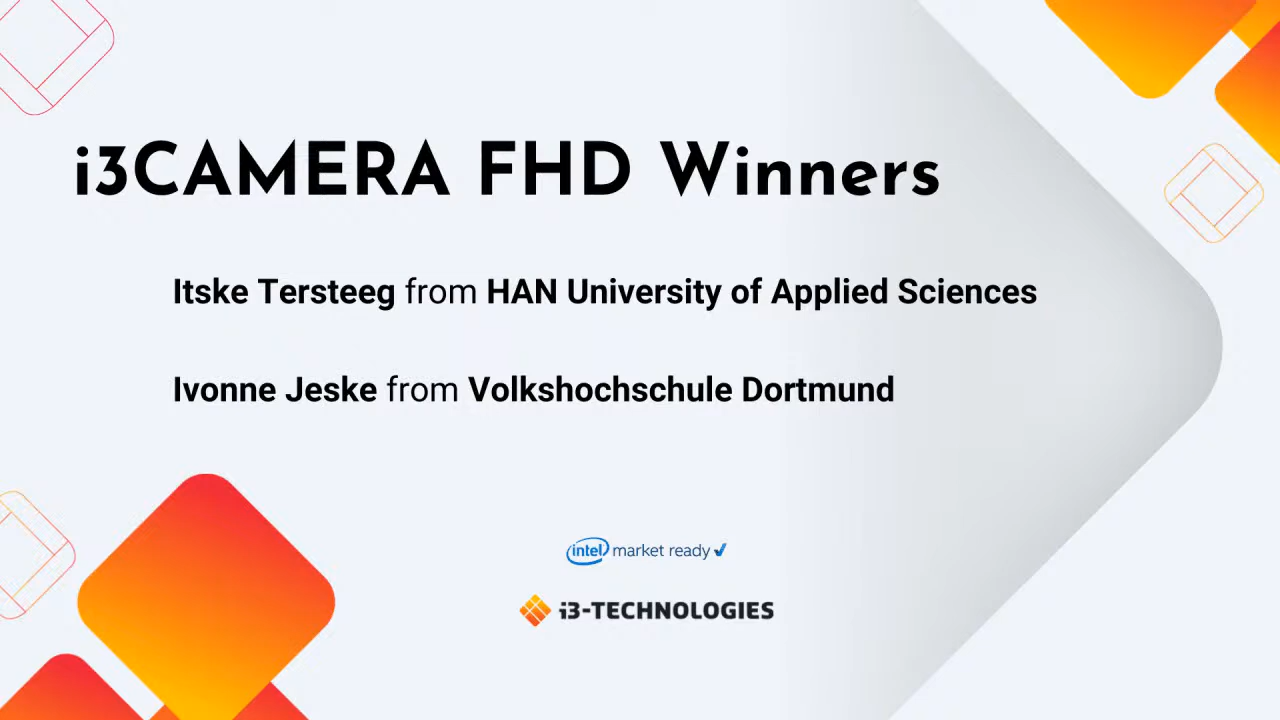 i3CAMERA FHD Winners
Itske Tersteeg from HAN University of Applied Sciences
Ivonne Jeske from Volkshochschule Dortmund
intel market ready
i3-TECHNOLOGIES